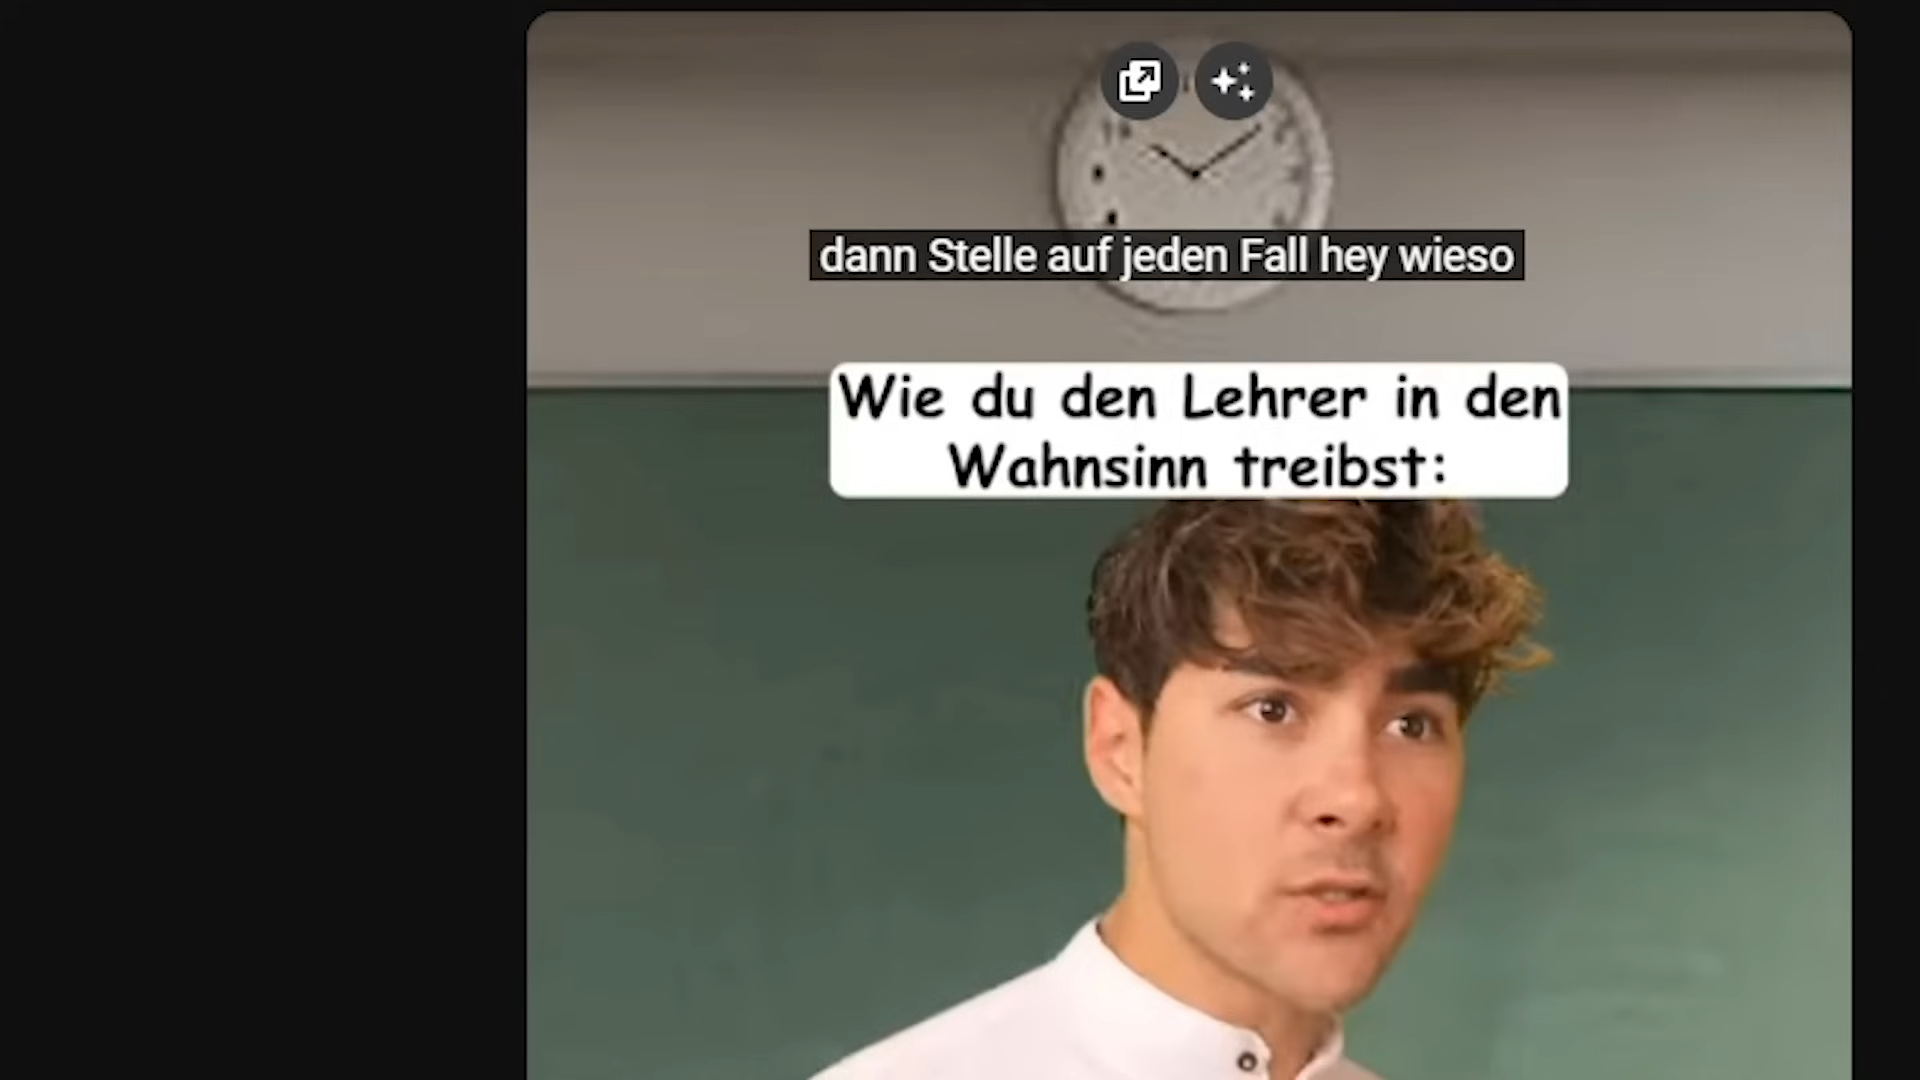 dann Stelle auf jeden Fall hey wieso
Wie du den Lehrer in den
Wahnsinn treibst: